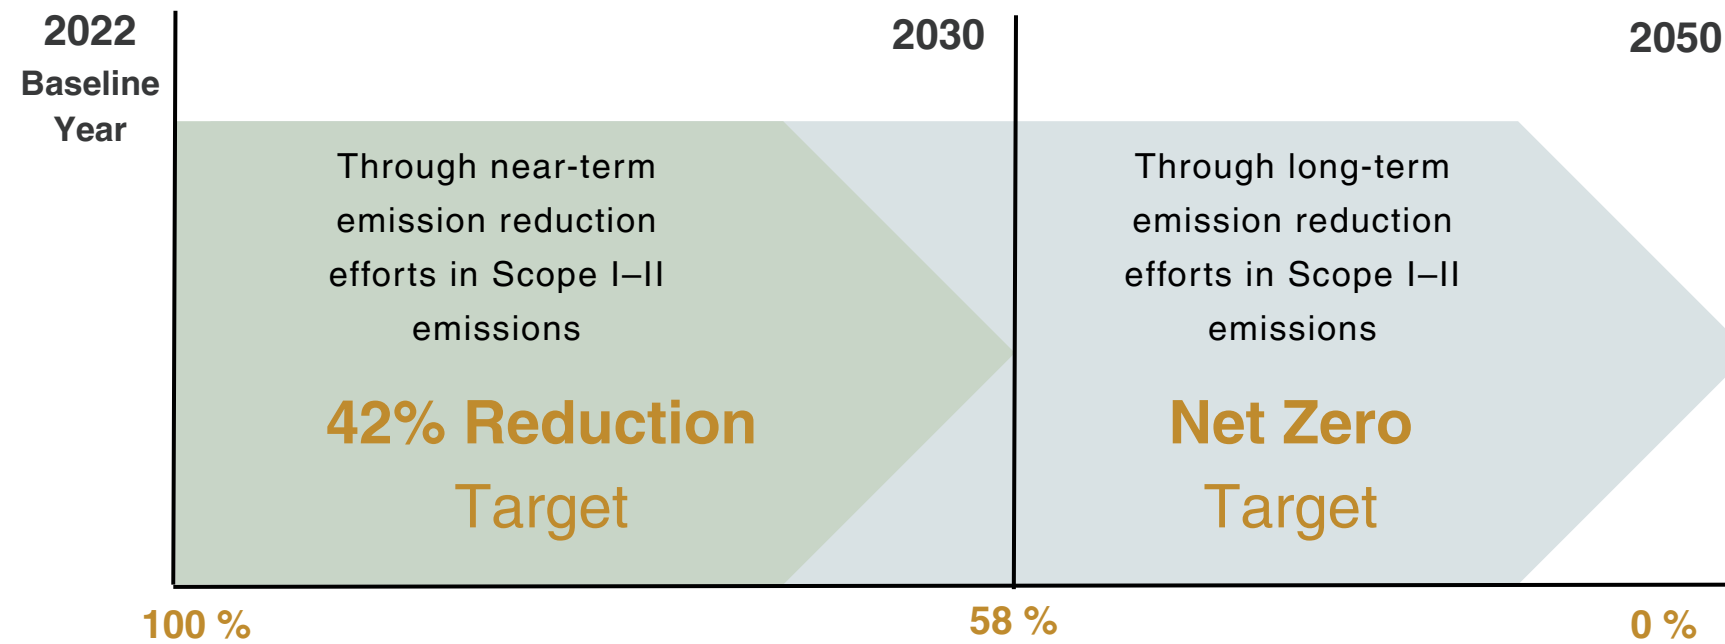 2022
Baseline
Year
2030
2050
Through near-term
emission reduction
efforts in Scope I–II
emissions
42% Reduction
Target
Through long-term
emission reduction
efforts in Scope I–II
emissions
Net Zero
Target
100 %
58 %
0 %